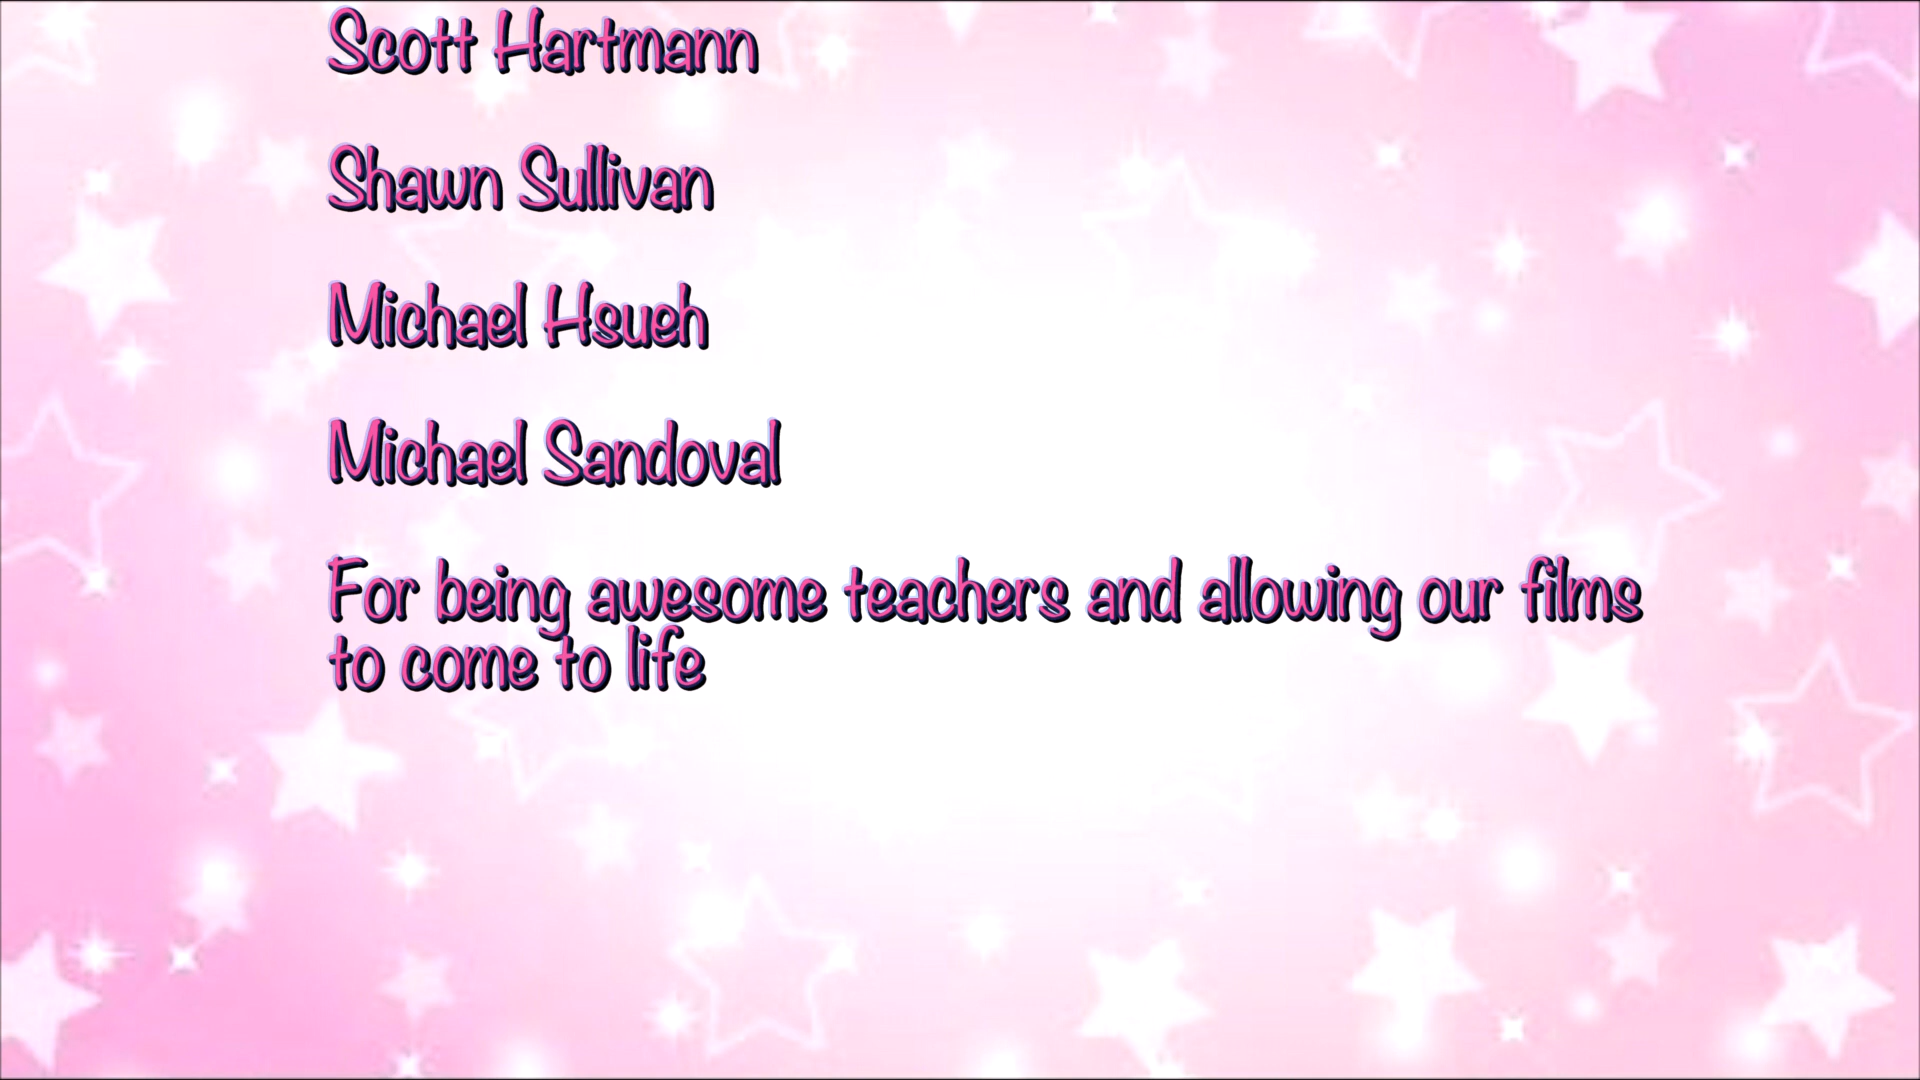 Scott Hartmann
Shawn Sullivan
Michael Hsueh
Michael Sandoval
For being awesome teachers and allowing our films
to come to life